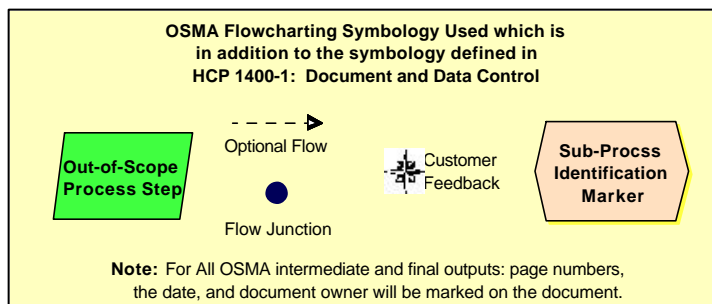 OSMA Flowcharting Symbology Used which is
in addition to the symbology defined in
HCP 1400-1: Document and Data Control
Out-of-Scope
Process Step
Optional Flow
Flow Junction
Customer
Feedback
Sub-Procss
Identification
Marker
Note: For All OSMA intermediate and final outputs: page numbers,
the date, and document owner will be marked on the document.